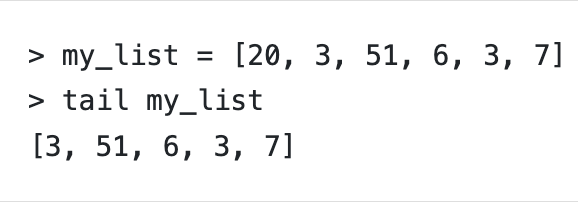 > my_list = [20, 3, 51, 6, 3, 7]
> tail my_list
[3, 51, 6, 3, 7]